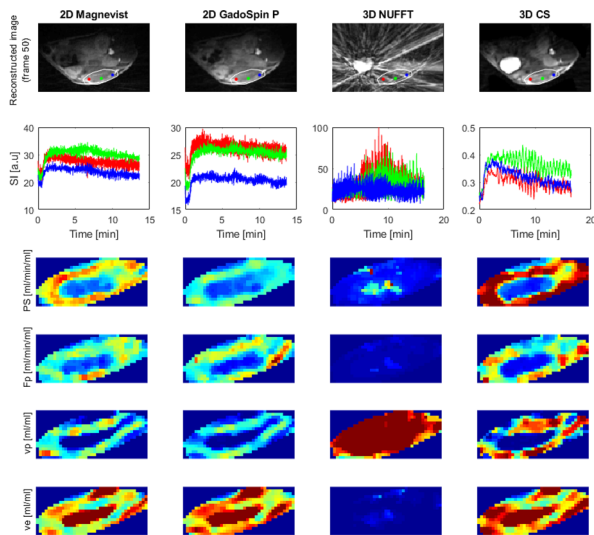 2D Magnevist
2D GadoSpin P
3D NUFFT
3D CS
Reconstructed image
(frame 50)
SI [a.u]
40
30
20
10
0
5
10
15
Time [min]
30
25
20
15
0
5
10
15
Time [min]
100
50
0
0
10
20
Time [min]
0.5
0.4
0.3
0.2
0
10
20
Time [min]
PS [ml/min/ml]
Fp [ml/min/ml]
vp [ml/ml]
ve [ml/ml]